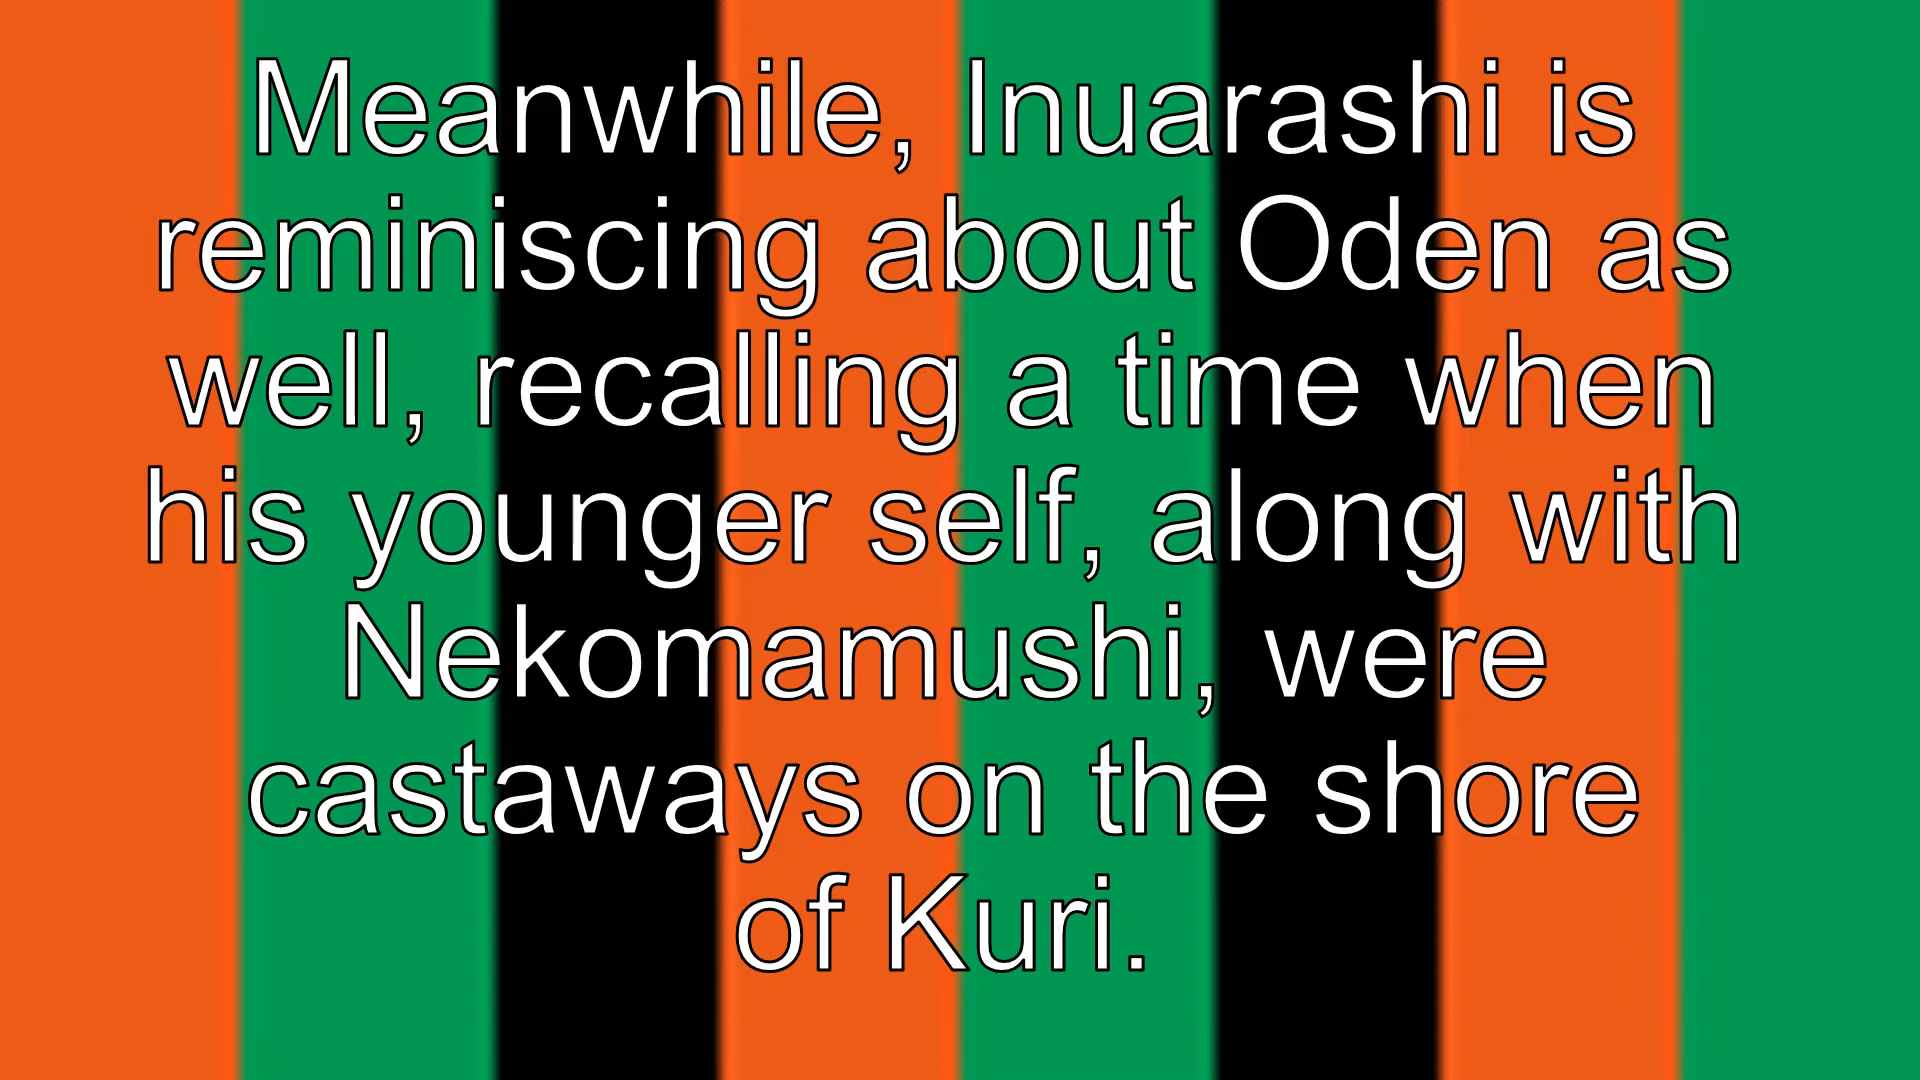 Meanwhile, Inuarashi is
reminiscing about Oden as
well, recalling a time when
his younger self, along with
Nekomamushi, were
castaways on the shore
of Kuri.